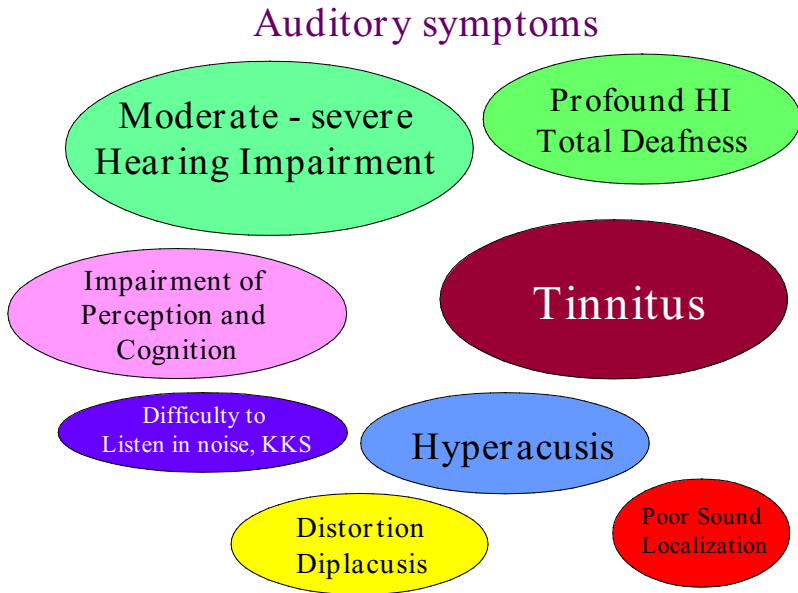 Auditory symptoms
Moderate - severe
Hearing Impairment
Profound HI
Total Deafness
Impairment of
Perception and
Cognition
Tinnitus
Difficulty to
Listen in noise, KKS
Hyperacusis
Distortion
Diplacusis
Poor Sound
Localization